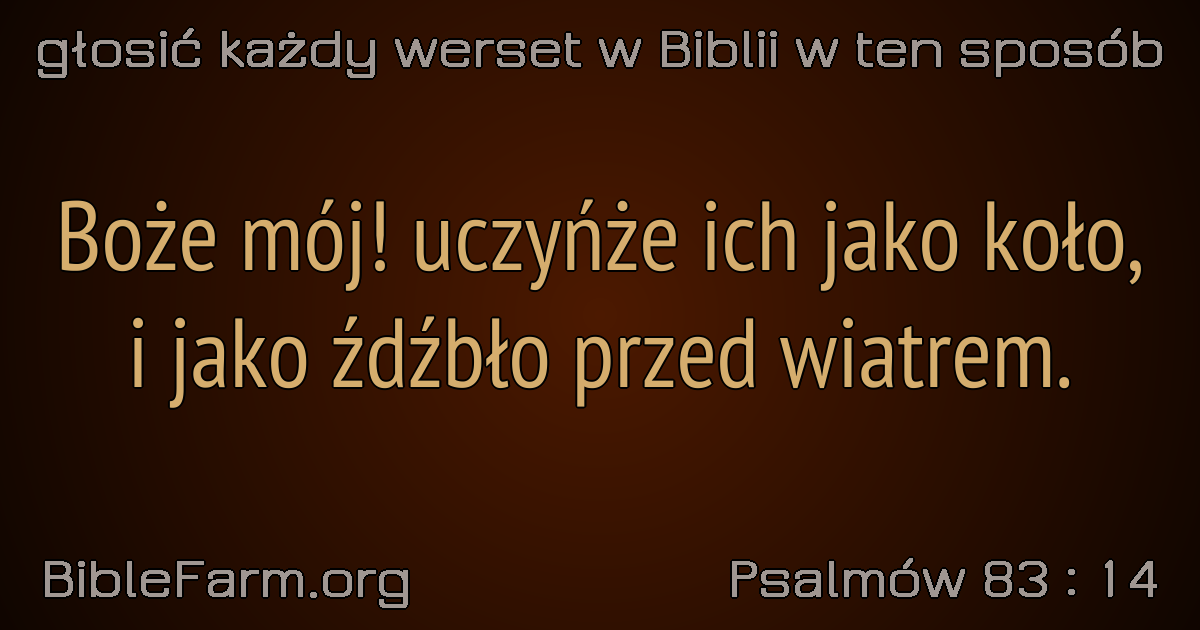 głosić każdy werset w Biblii w ten sposób
Boże mój! uczyńże ich jako koło,
i jako źdźbło przed wiatrem.
BibleFarm.org
Psalmów 83 : 14